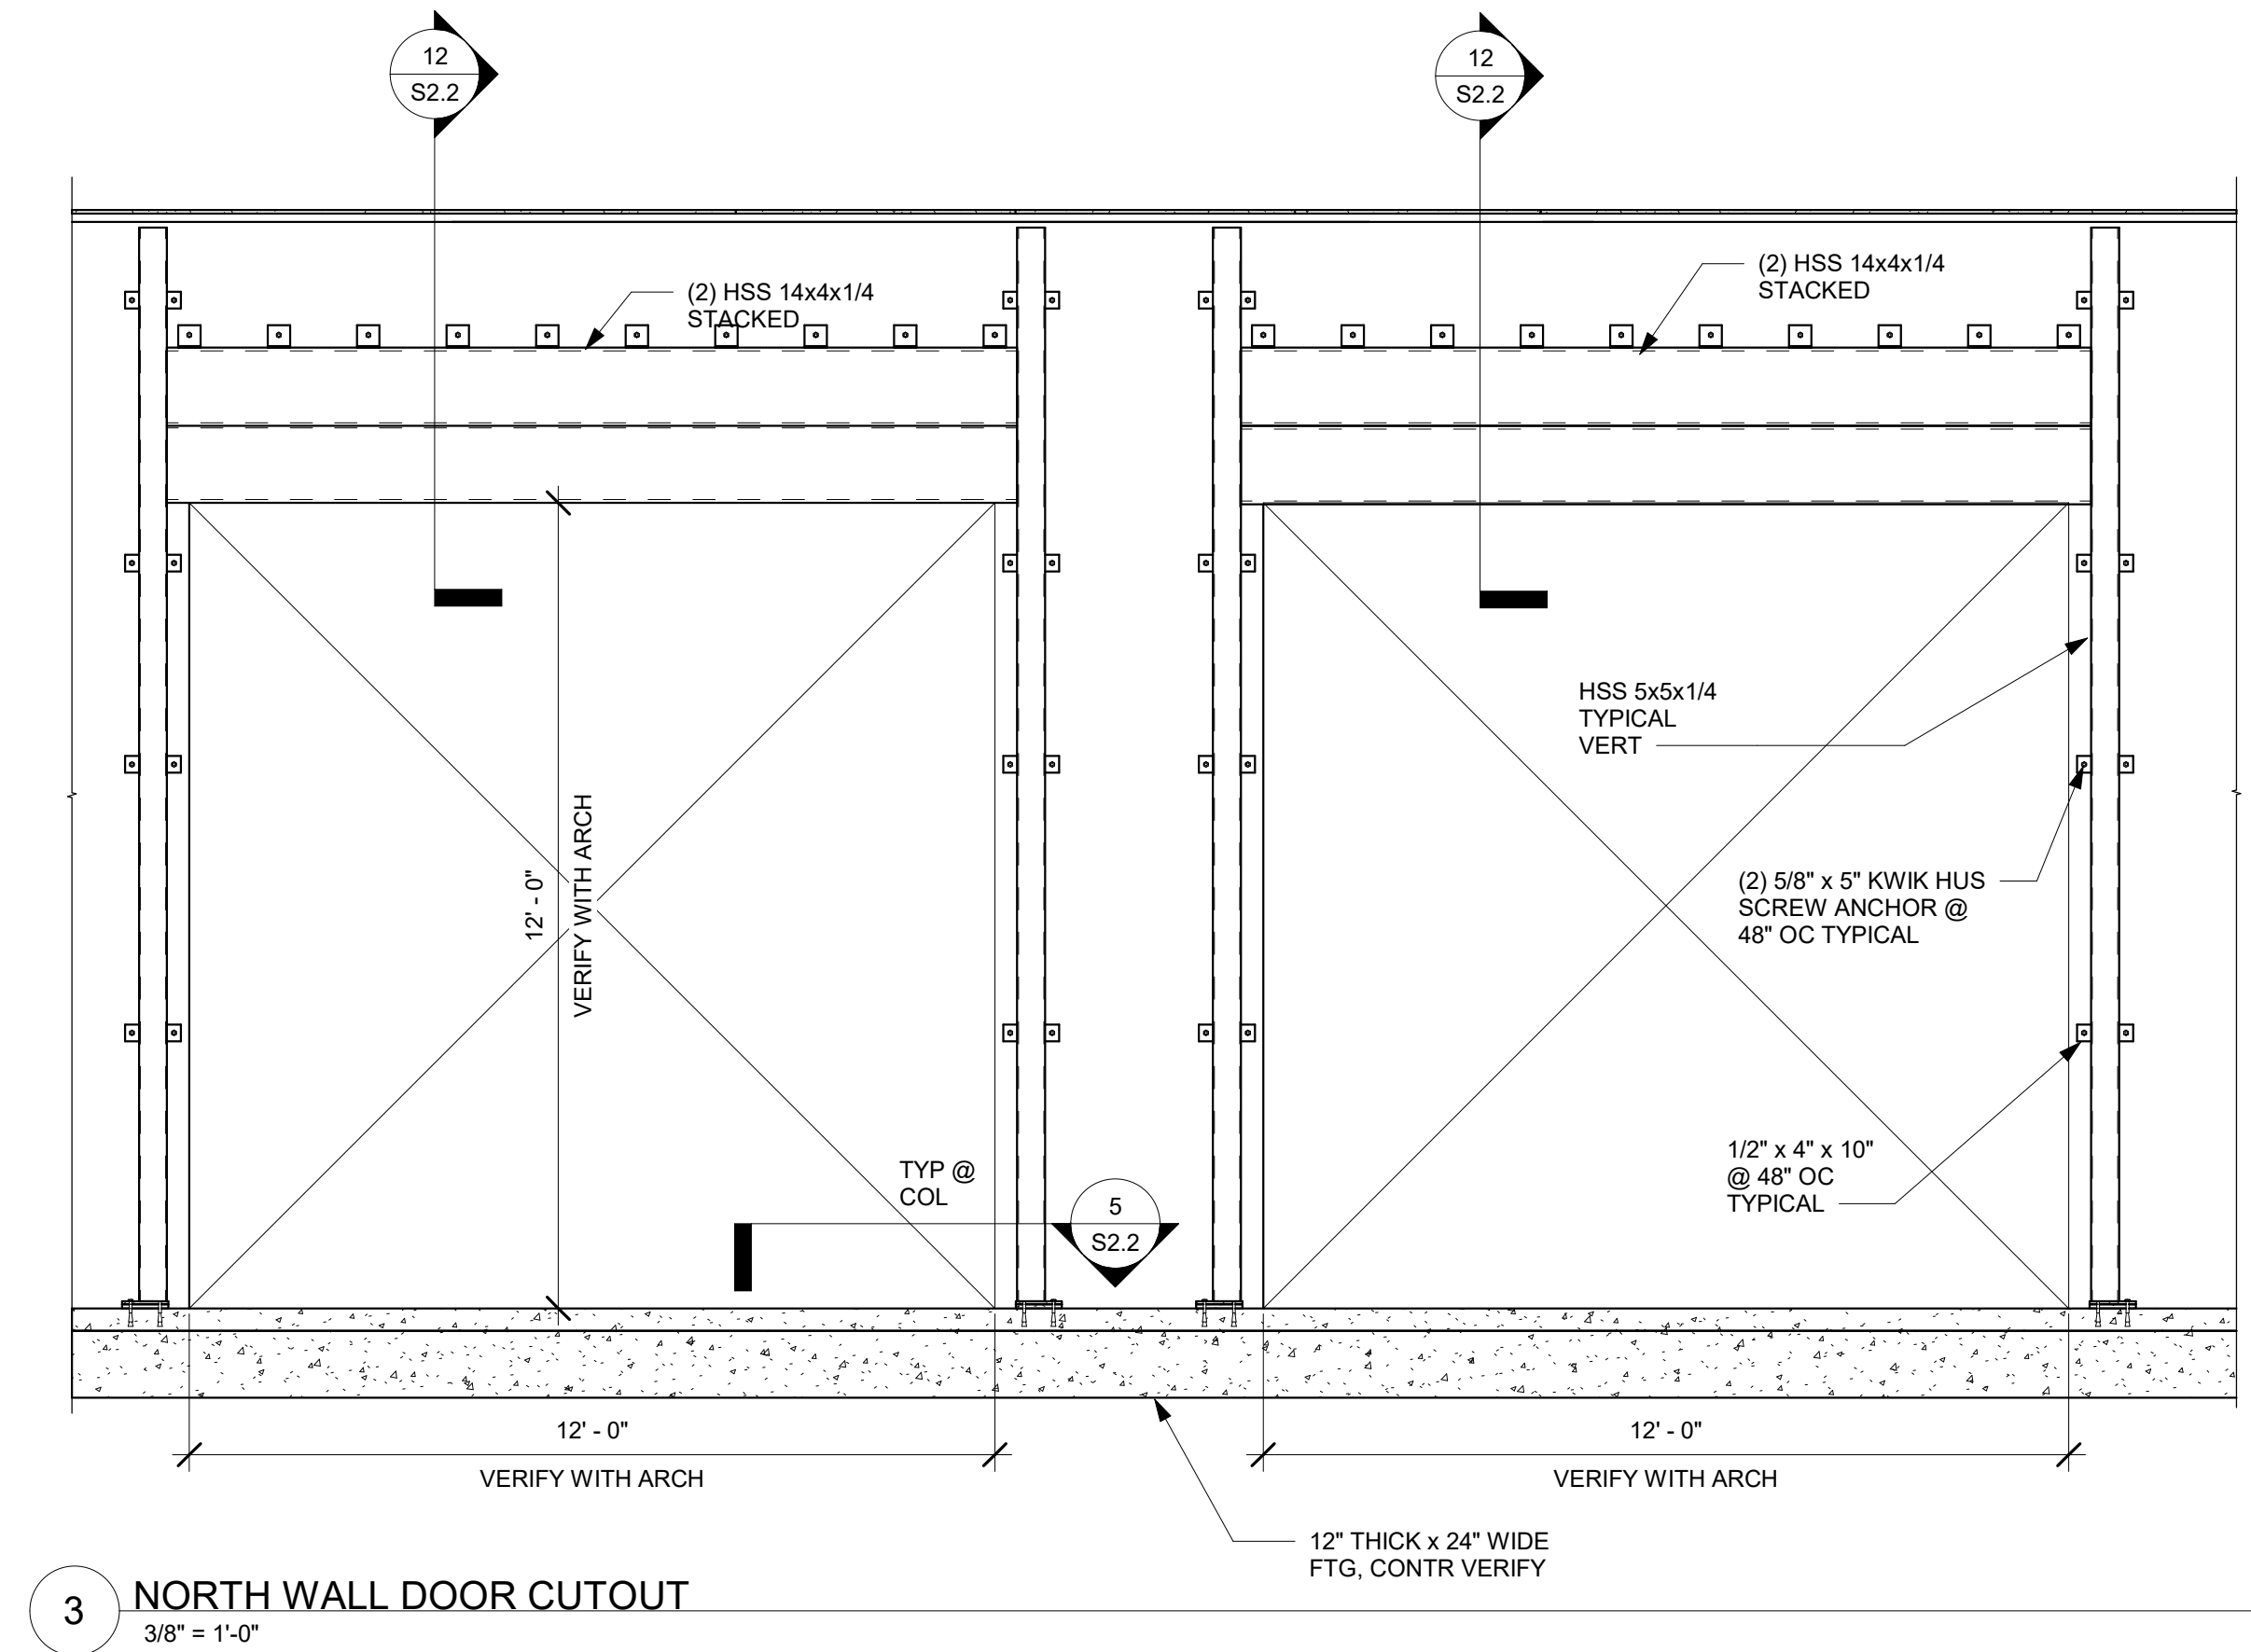 12
S2.2
12
S2.2
(2) HSS 14x4x1/4
STACKED
(2) HSS 14x4x1/4
STACKED
HSS 5x5x1/4
TYPICAL
VERT
12' - 0"
VERIFY WITH ARCH
(2) 5/8" x 5" KWIK HUS
SCREW ANCHOR @
48" OC TYPICAL
TYP @
COL
5
S2.2
1/2" x 4" x 10"
@ 48" OC
TYPICAL
12' - 0"
VERIFY WITH ARCH
12' - 0"
VERIFY WITH ARCH
12" THICK x 24" WIDE
FTG, CONTR VERIFY
3
NORTH WALL DOOR CUTOUT
3/8" = 1'-0"